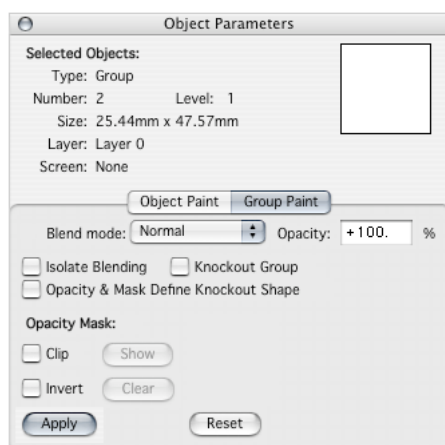 Object Parameters
Selected Objects:
Type: Group
Number: 2 Level: 1
Size: 25.44mm x 47.57mm
Layer: Layer 0
Screen: None
Object Paint Group Paint
Blend mode: Normal Opacity: +100. %
Isolate Blending Knockout Group
Opacity & Mask Define Knockout Shape
Opacity Mask:
Clip Show
Invert Clear
Apply Reset